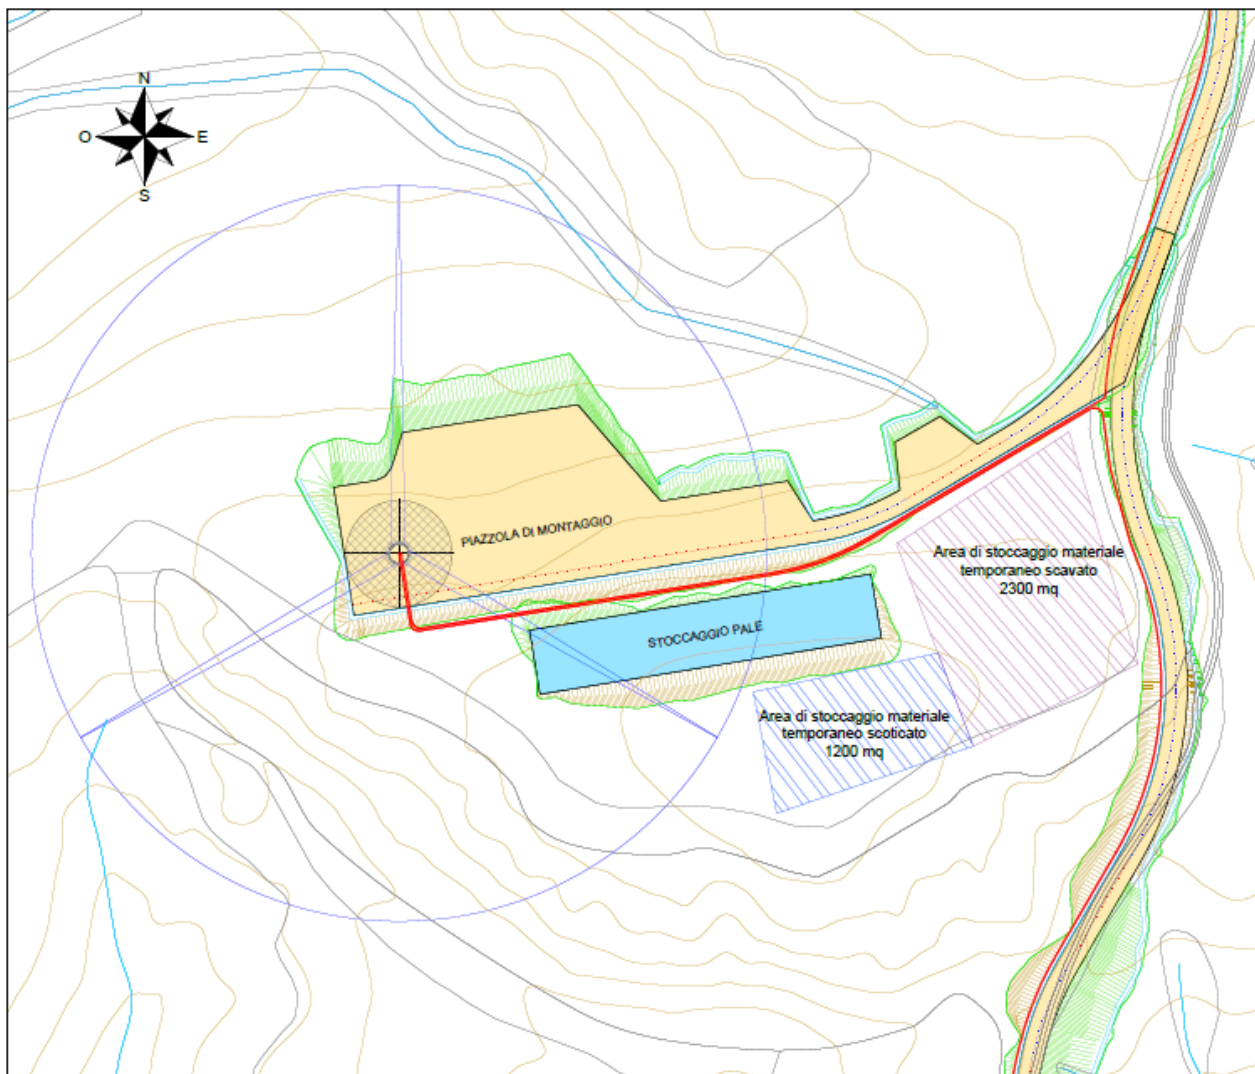 N
O
E
S
PIAZZOLA DI MONTAGGIO
Area di stoccaggio materiale
temporaneo scavato
2300 mq
STOCCAGGIO PALE
Area di stoccaggio materiale
temporaneo scoticato
1200 mq